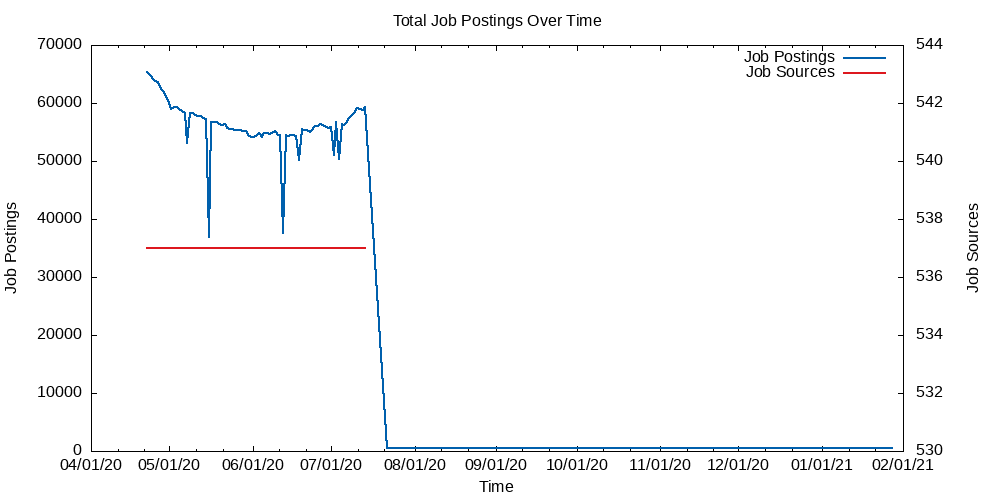 Total Job Postings Over Time
70000
60000
50000
40000
30000
20000
10000
0
544
542
540
538
536
534
532
530
Job Postings
Job Sources
Job Postings
Job Sources
04/01/20 05/01/20 06/01/20 07/01/20 08/01/20 09/01/20 10/01/20 11/01/20 12/01/20 01/01/21 02/01/21
Time